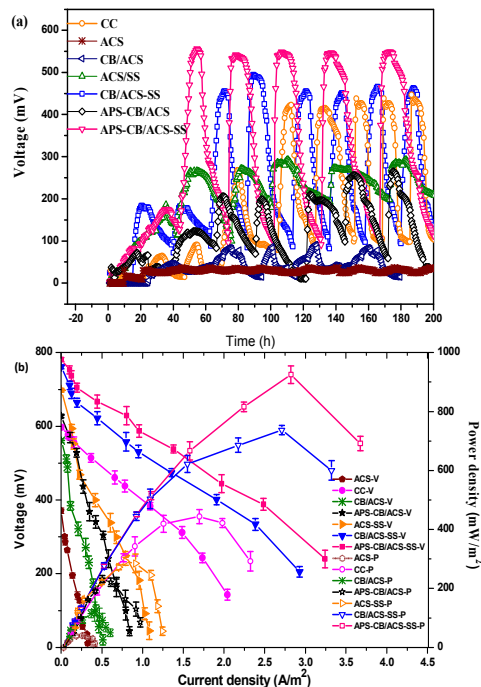 (a)
CC
ACS
CB/ACS
ACS/SS
CB/ACS-SS
APS-CB/ACS
APS-CB/ACS-SS
Voltage (mV)
600
500
400
300
200
100
0
-20 0 20 40 60 80 100 120 140 160 180 200
Time (h)
(b)
Voltage (mV)
800
600
400
200
0
1000
800
600
400
200
0
Power density (mW/m²)
ACS-V
CC-V
CB/ACS-V
APS-CB/ACS-V
ACS-SS-V
CB/ACS-SS-V
APS-CB/ACS-SS-V
ACS-P
CC-P
CB/ACS-P
APS-CB/ACS-P
ACS-SS-P
CB/ACS-SS-P
APS-CB/ACS-SS-P
0.0 0.5 1.0 1.5 2.0 2.5 3.0 3.5 4.0 4.5
Current density (A/m²)